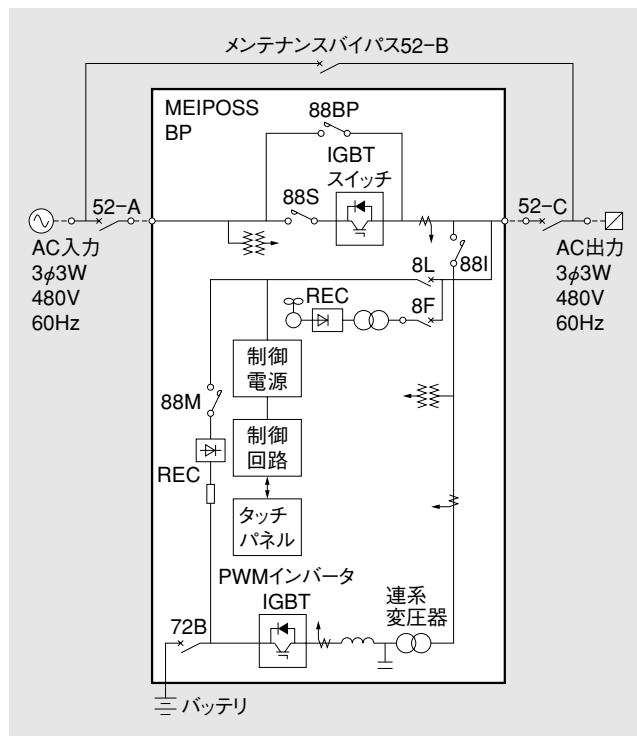 メンテナンスバイパス52-B
MEIPOSS
BP
88BP
IGBT
スイッチ
88S
52-A
52-C
AC入力
3φ3W
480V
60Hz
AC出力
3φ3W
480V
60Hz
88I
8L
REC
8F
制御
電源
88M
制御
回路
REC
タッチ
パネル
PWMインバータ
IGBT
連系
変圧器
72B
バッテリ